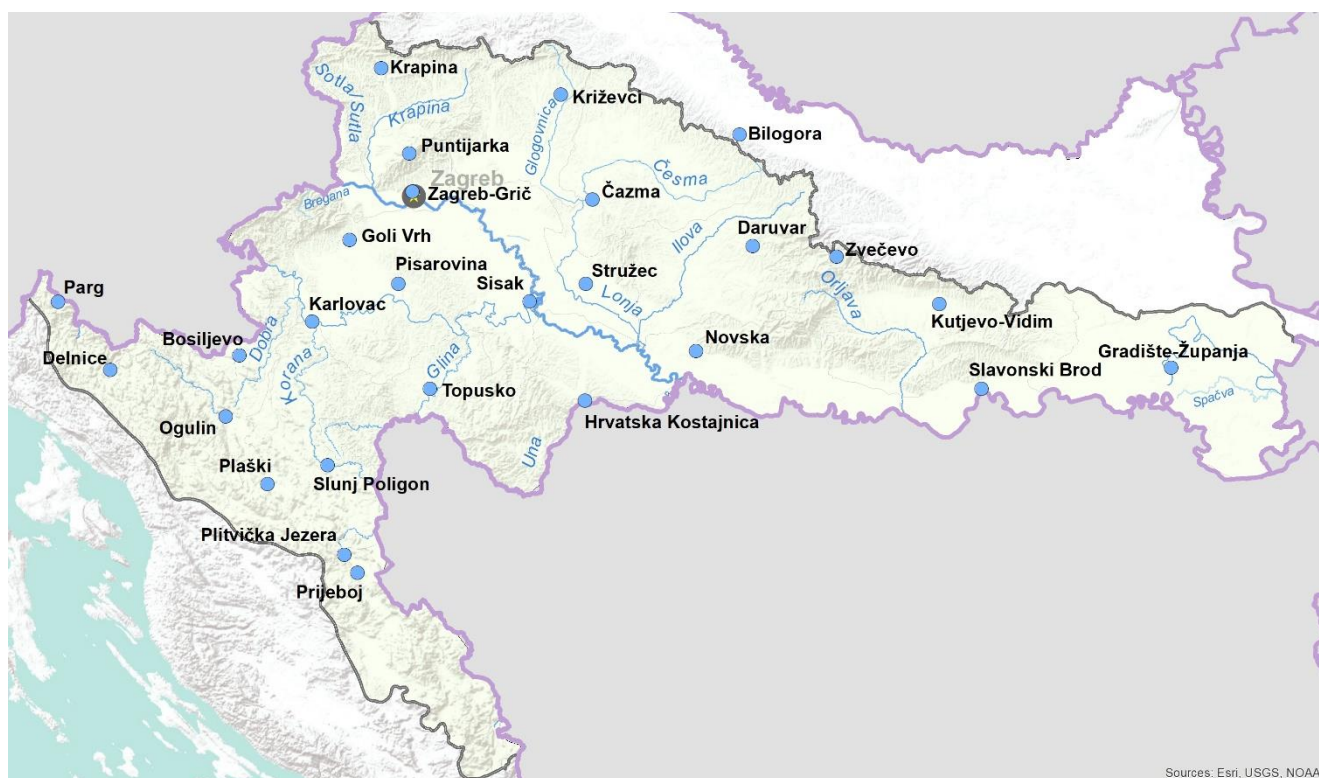 Krapina
Križevci
Sotla/
Sutla
Krapina
Glogovnica
Bilogora
Puntijarka
Česma
Zagreb
Zagreb-Grič
Bregana
Čazma
Goli Vrh
Ilova
Daruvar
Zvečevo
Pisarovina
Stružec
Orljava
Parg
Karlovac
Sisak
Lonja
Kutjevo-Vidim
Bosiljevo
Dobra
Korana
Delnice
Glina
Novska
Gradište-Županja
Slavonski Brod
Topusko
Spačva
Hrvatska Kostajnica
Ogulin
Una
Plaški
Slunj Poligon
Plitvička Jezera
Prijeboj
Sources: Esri, USGS, NOAA